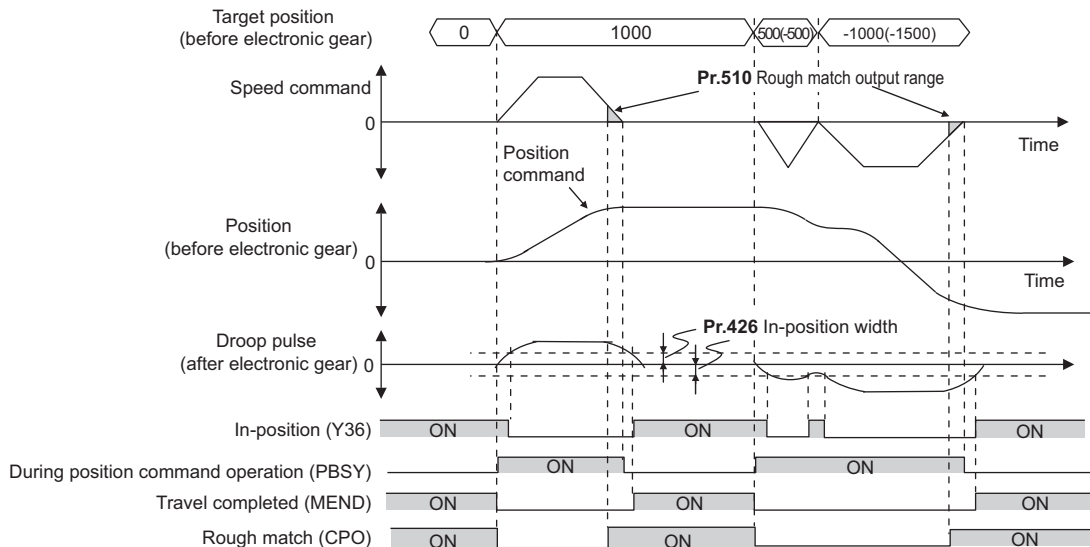 Target position
(before electronic gear)
0
1000
500(-500)
-1000(-1500)
Speed command
Pr.510 Rough match output range
0
Time
Position
command
Position
(before electronic gear)
0
Time
Pr.426 In-position width
Droop pulse
(after electronic gear)
0
In-position (Y36)
ON
ON
ON
During position command operation (PBSY)
ON
ON
Travel completed (MEND)
ON
ON
ON
Rough match (CPO)
ON
ON
ON